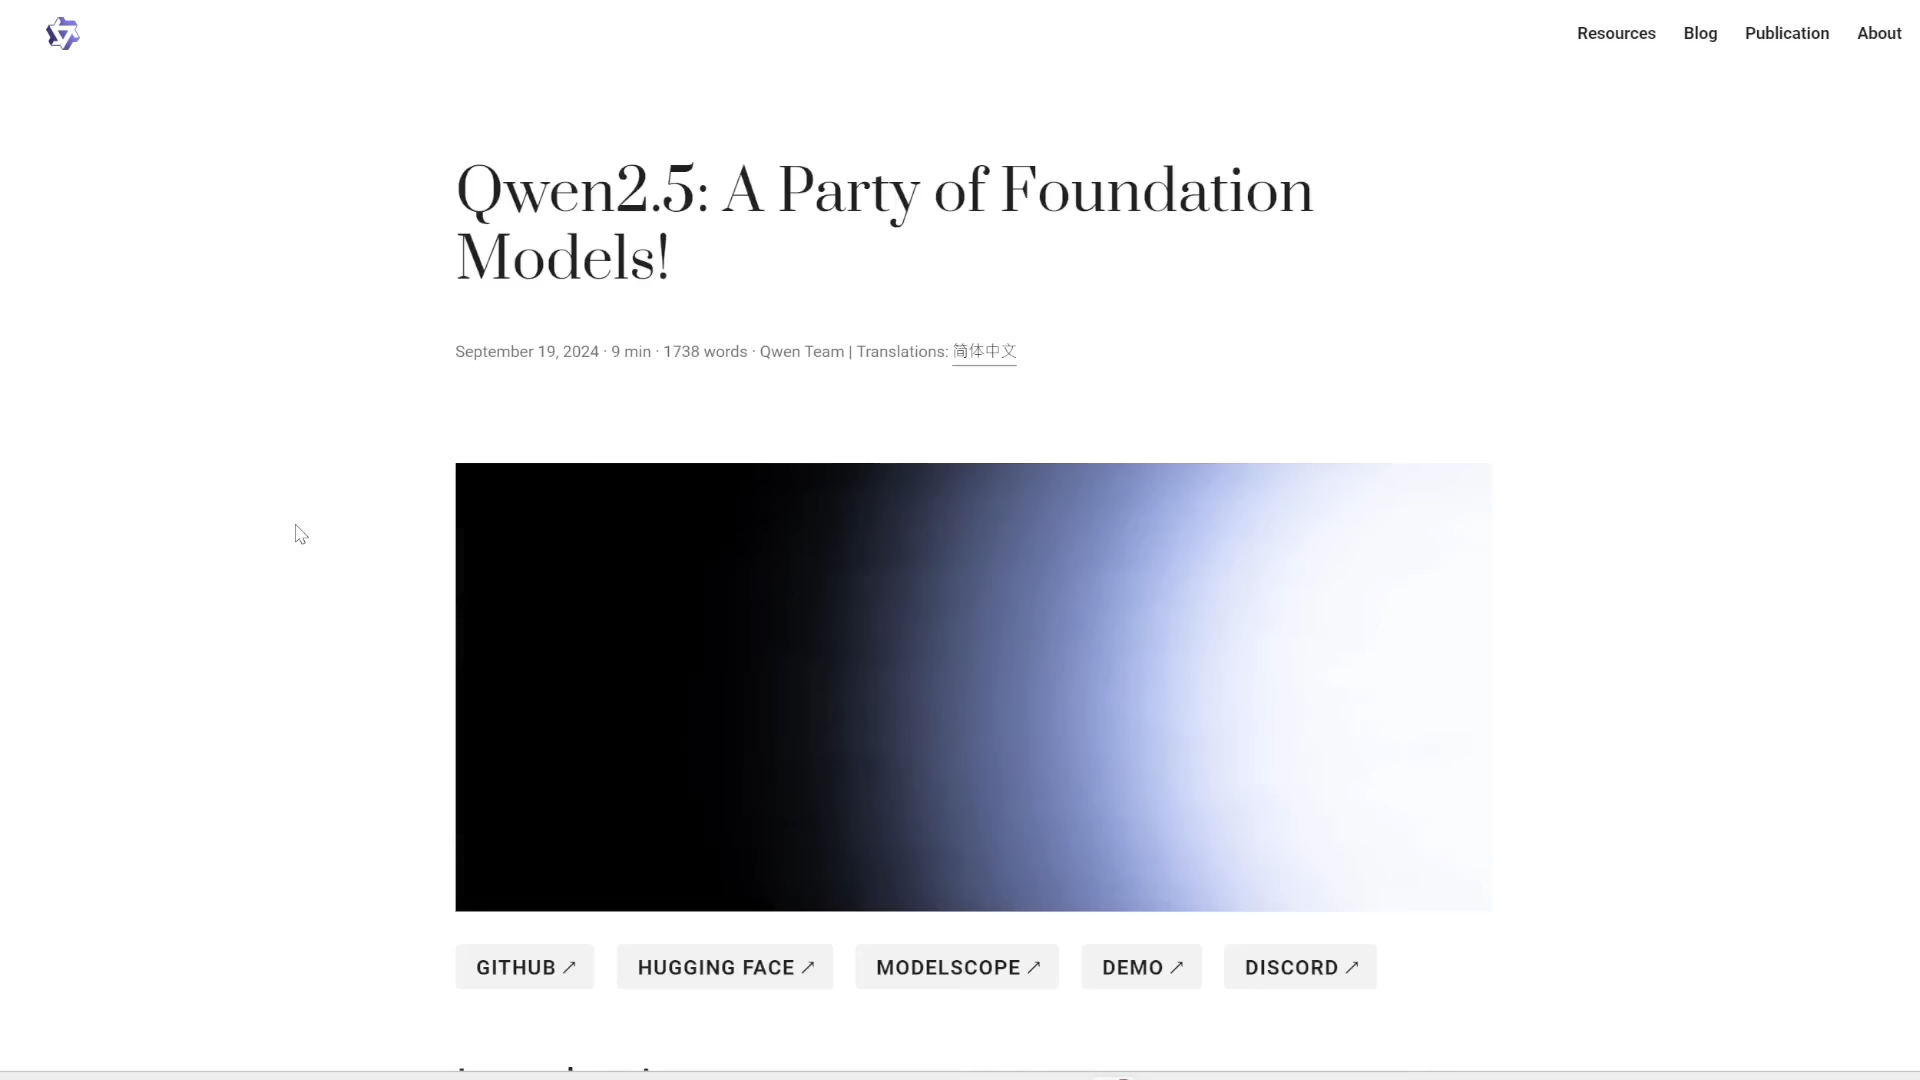 Resources Blog Publication About
Qwen2.5: A Party of Foundation
Models!
September 19, 2024 · 9 min · 1738 words · Qwen Team | Translations: 简体中文
GITHUB ↗ HUGGING FACE ↗ MODELSCOPE ↗ DEMO ↗ DISCORD ↗